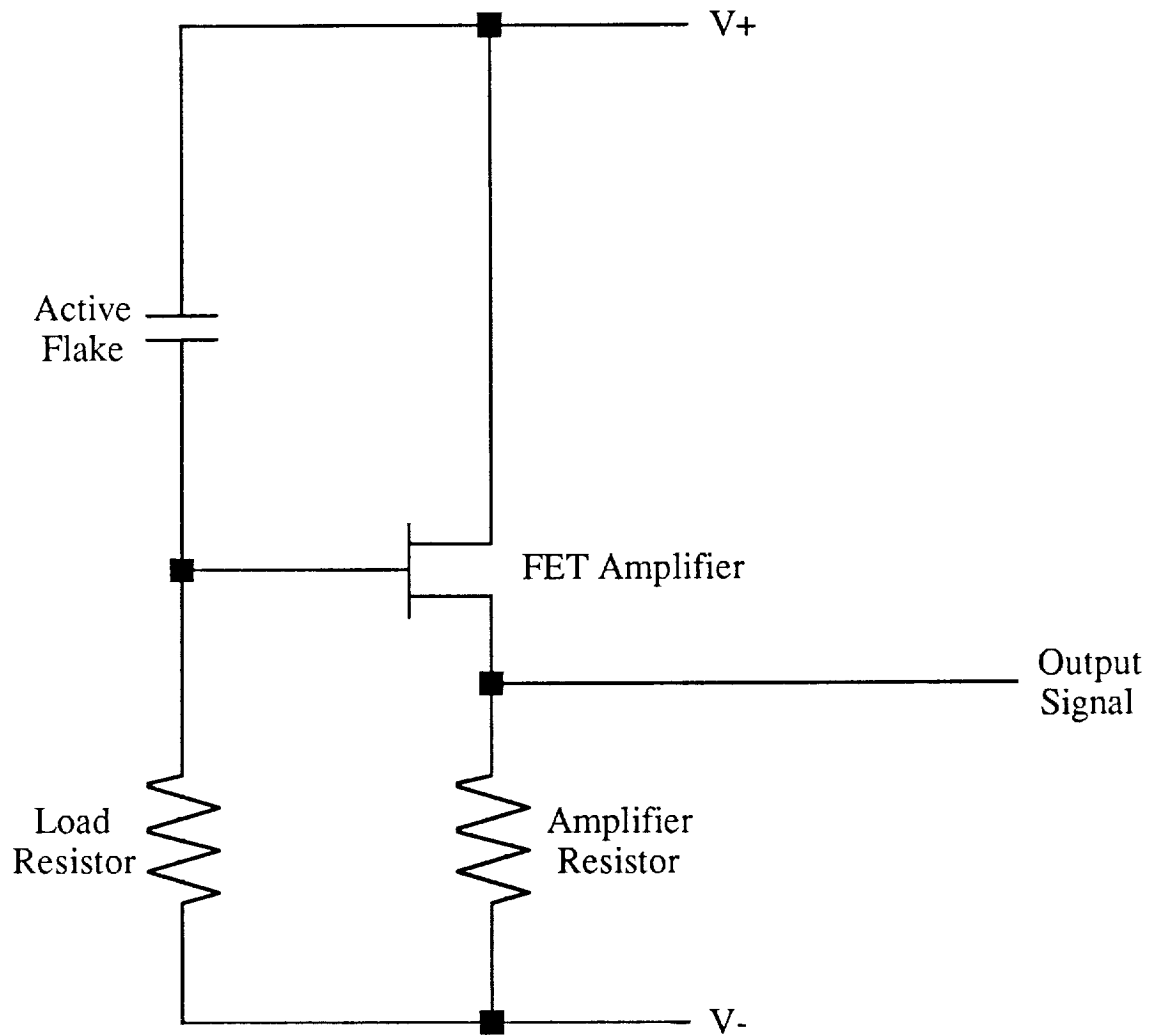 V+
Active
Flake
FET Amplifier
Output
Signal
Load
Resistor
Amplifier
Resistor
V-